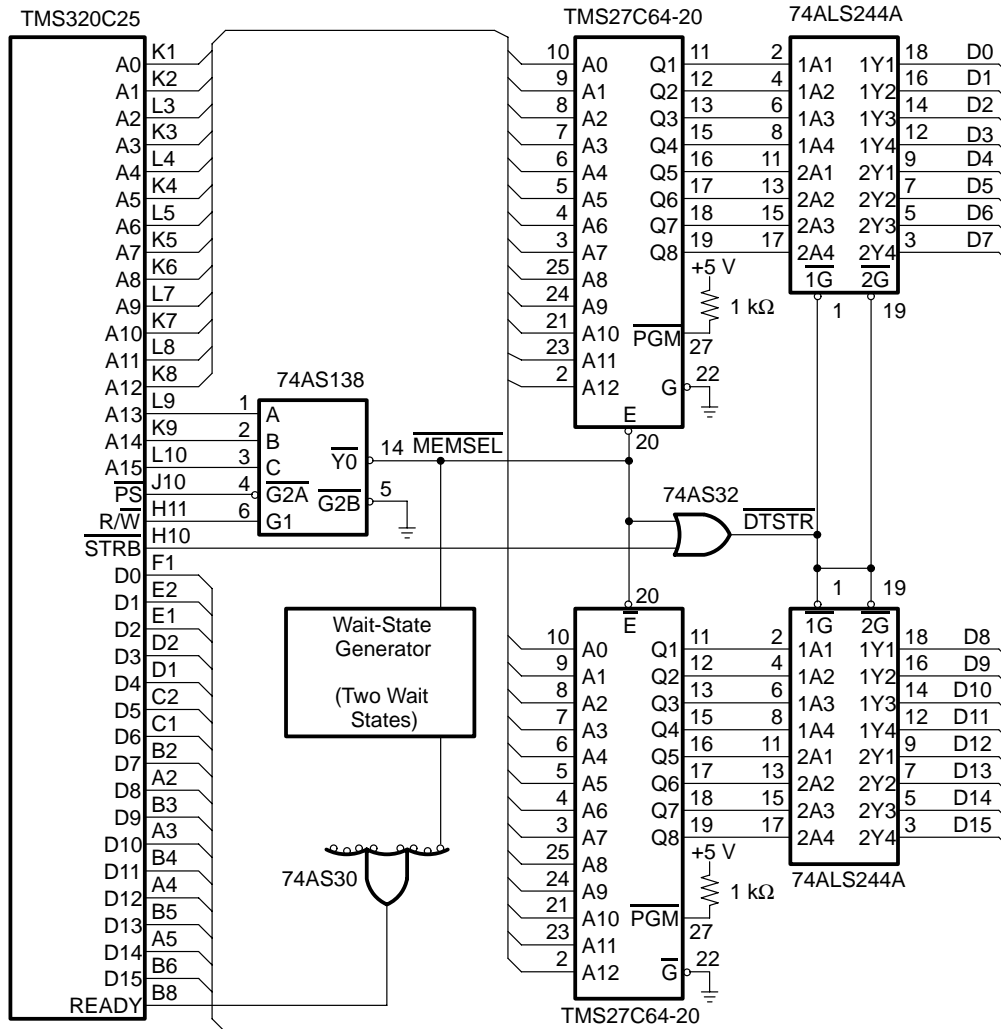 TMS320C25
TMS27C64-20
74ALS244A
A0 K1
A1 K2
A2 L3
A3 K3
A4 L4
A5 K4
A6 L5
A7 K5
A8 K6
A9 L7
A10 K7
A11 L8
A12 K8
A13 L9
A14 K9
A15 L10
PS J10
R/W H11
STRB H10
D0 F1
D1 E2
D2 E1
D3 D2
D4 D1
D5 C2
D6 C1
D7 B2
D8 A2
D9 B3
D10 A3
D11 B4
D12 A4
D13 B5
D14 A5
D15 B6
READY B8
74AS138
1 A
2 B
3 C
4 G2A
6 G1
Y0 14
G2B 5
MEMSEL
Wait-State
Generator
(Two Wait
States)
74AS30
10 A0 Q1 11
9 A1 Q2 12
8 A2 Q3 13
7 A3 Q4 15
6 A4 Q5 16
5 A5 Q6 17
4 A6 Q7 18
3 A7 Q8 19
25 A8
24 A9
21 A10
23 A11
2 A12
+5 V
1 kΩ
PGM 27
G 22
E
20
2 1A1 1Y1 18 D0
4 1A2 1Y2 16 D1
6 1A3 1Y3 14 D2
8 1A4 1Y4 12 D3
11 2A1 2Y1 9 D4
13 2A2 2Y2 7 D5
15 2A3 2Y3 5 D6
17 2A4 2Y4 3 D7
1G 2G
1 19
74AS32
DTSTR
20
E
10 A0 Q1 11
9 A1 Q2 12
8 A2 Q3 13
7 A3 Q4 15
6 A4 Q5 16
5 A5 Q6 17
4 A6 Q7 18
3 A7 Q8 19
25 A8
24 A9
21 A10
23 A11
2 A12
+5 V
1 kΩ
PGM 27
G 22
TMS27C64-20
1 19
1G 2G
2 1A1 1Y1 18 D8
4 1A2 1Y2 16 D9
6 1A3 1Y3 14 D10
8 1A4 1Y4 12 D11
11 2A1 2Y1 9 D12
13 2A2 2Y2 7 D13
15 2A3 2Y3 5 D14
17 2A4 2Y4 3 D15
74ALS244A